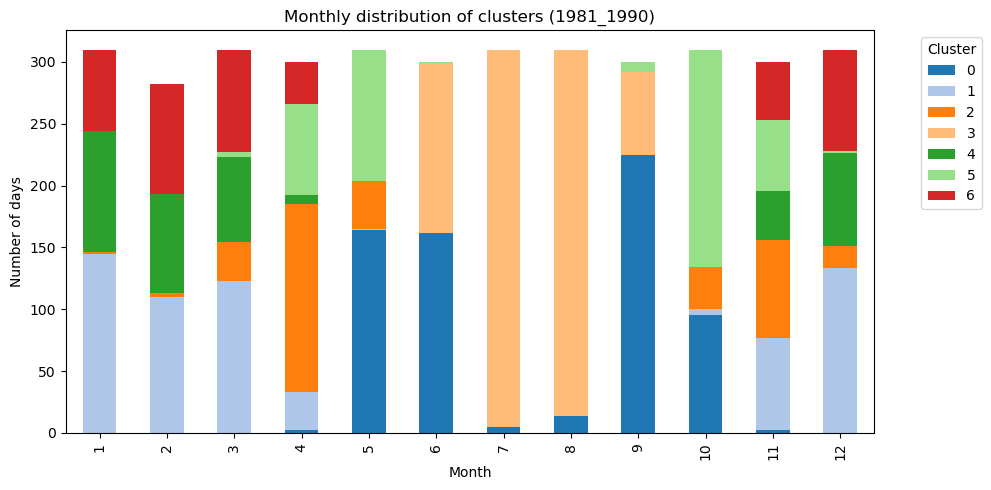 Monthly distribution of clusters (1981_1990)
Number of days
300
250
200
150
100
50
0
1 2 3 4 5 6 7 8 9 10 11 12
Month
Cluster
0
1
2
3
4
5
6